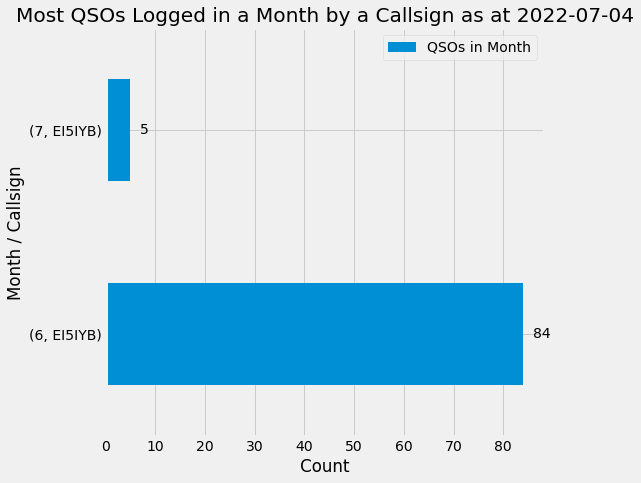 Most QSOs Logged in a Month by a Callsign as at 2022-07-04
QSOs in Month
(7, EI5IYB)
5
(6, EI5IYB)
84
Month / Callsign
0 10 20 30 40 50 60 70 80
Count